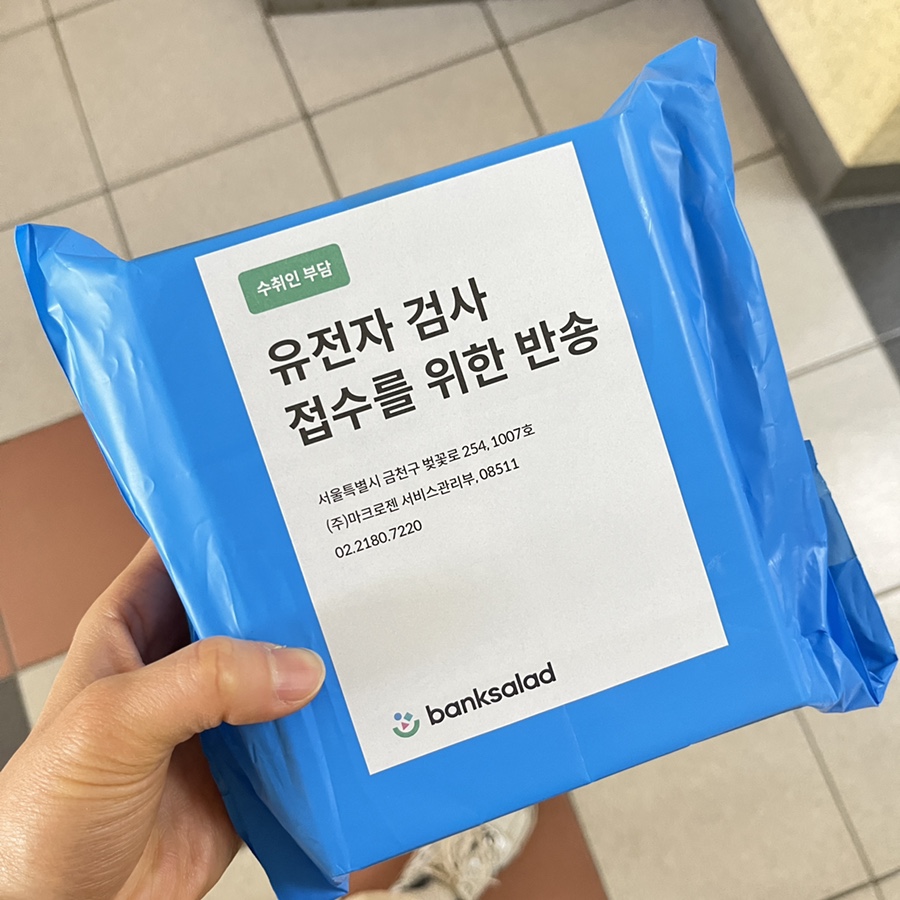 수취인 부담
유전자 검사
접수를 위한 반송
서울특별시 금천구 벚꽃로 254, 1007호
(주)마크로젠 서비스관리부, 08511
02.2180.7220
banksalad